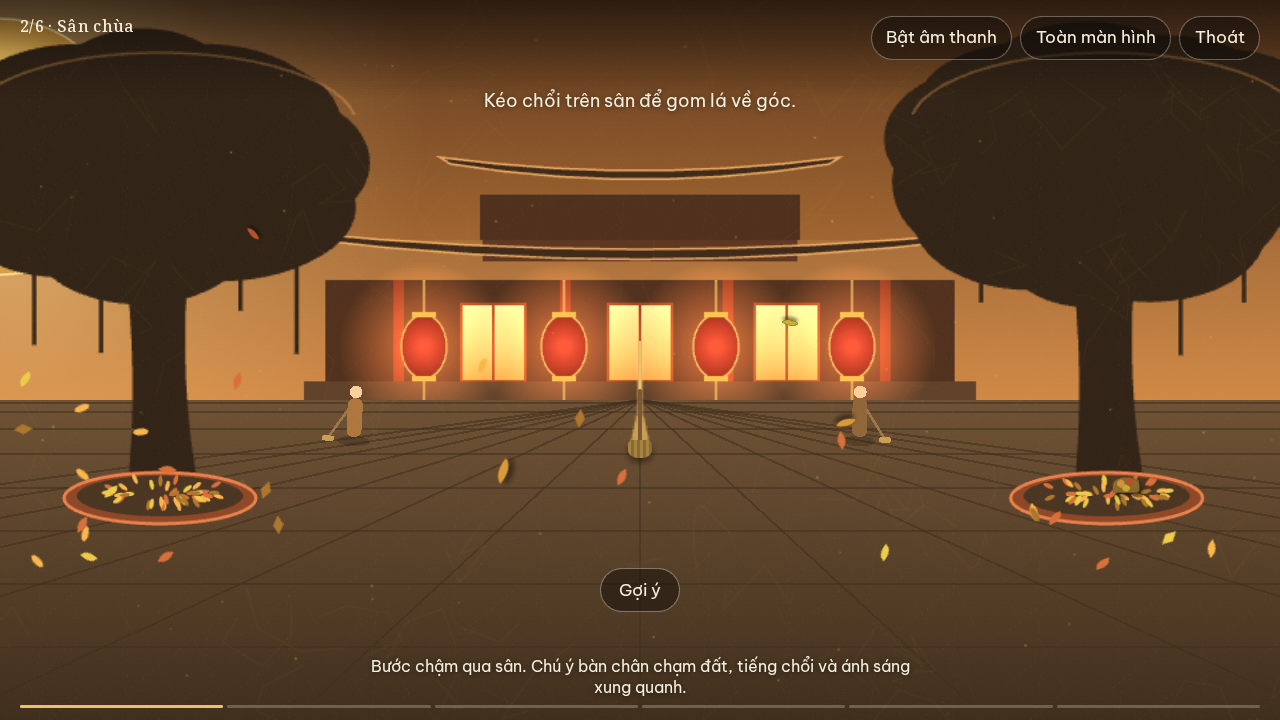 2/6 · Sân chùa
Bật âm thanh
Toàn màn hình
Thoát
Kéo chổi trên sân để gom lá về góc.
Gợi ý
Bước chậm qua sân. Chú ý bàn chân chạm đất, tiếng chổi và ánh sáng
xung quanh.